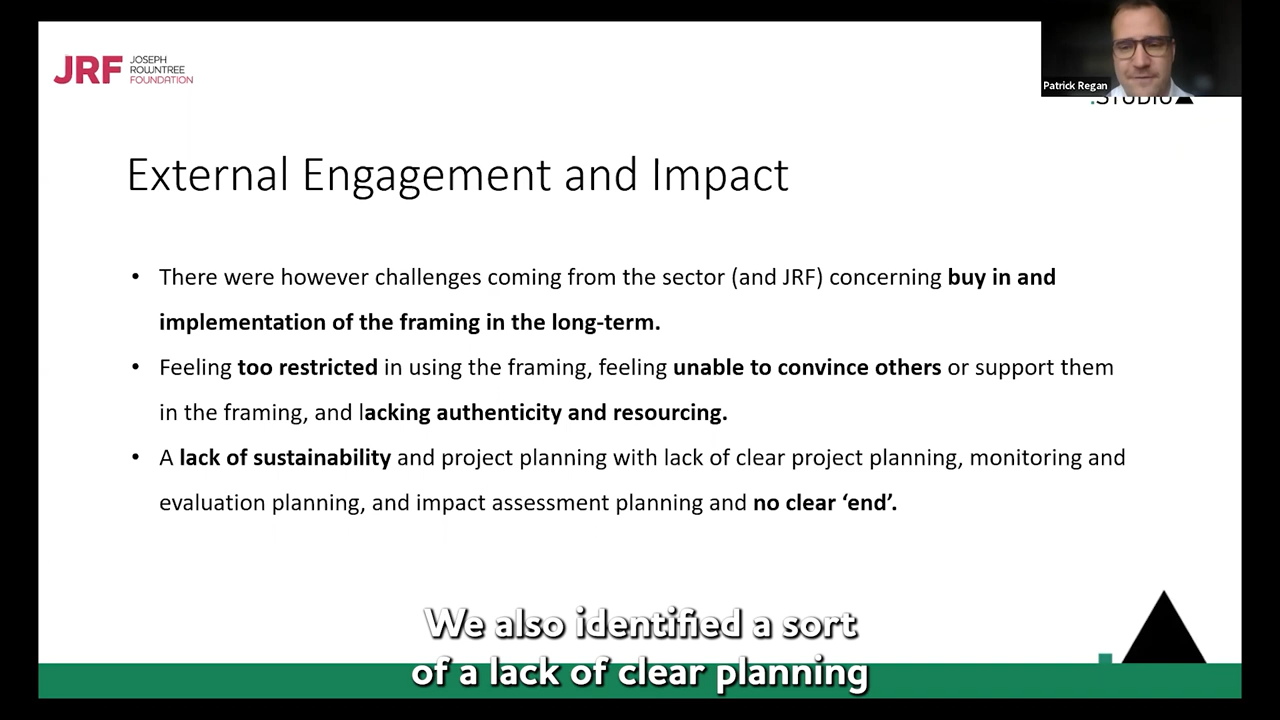 JRF
JOSEPH
ROWNTREE
FOUNDATION
Patrick Regan
.STUDIO
External Engagement and Impact
• There were however challenges coming from the sector (and JRF) concerning buy in and
implementation of the framing in the long-term.
• Feeling too restricted in using the framing, feeling unable to convince others or support them
in the framing, and lacking authenticity and resourcing.
• A lack of sustainability and project planning with lack of clear project planning, monitoring and
evaluation planning, and impact assessment planning and no clear ‘end’.
We also identified a sort
of a lack of clear planning